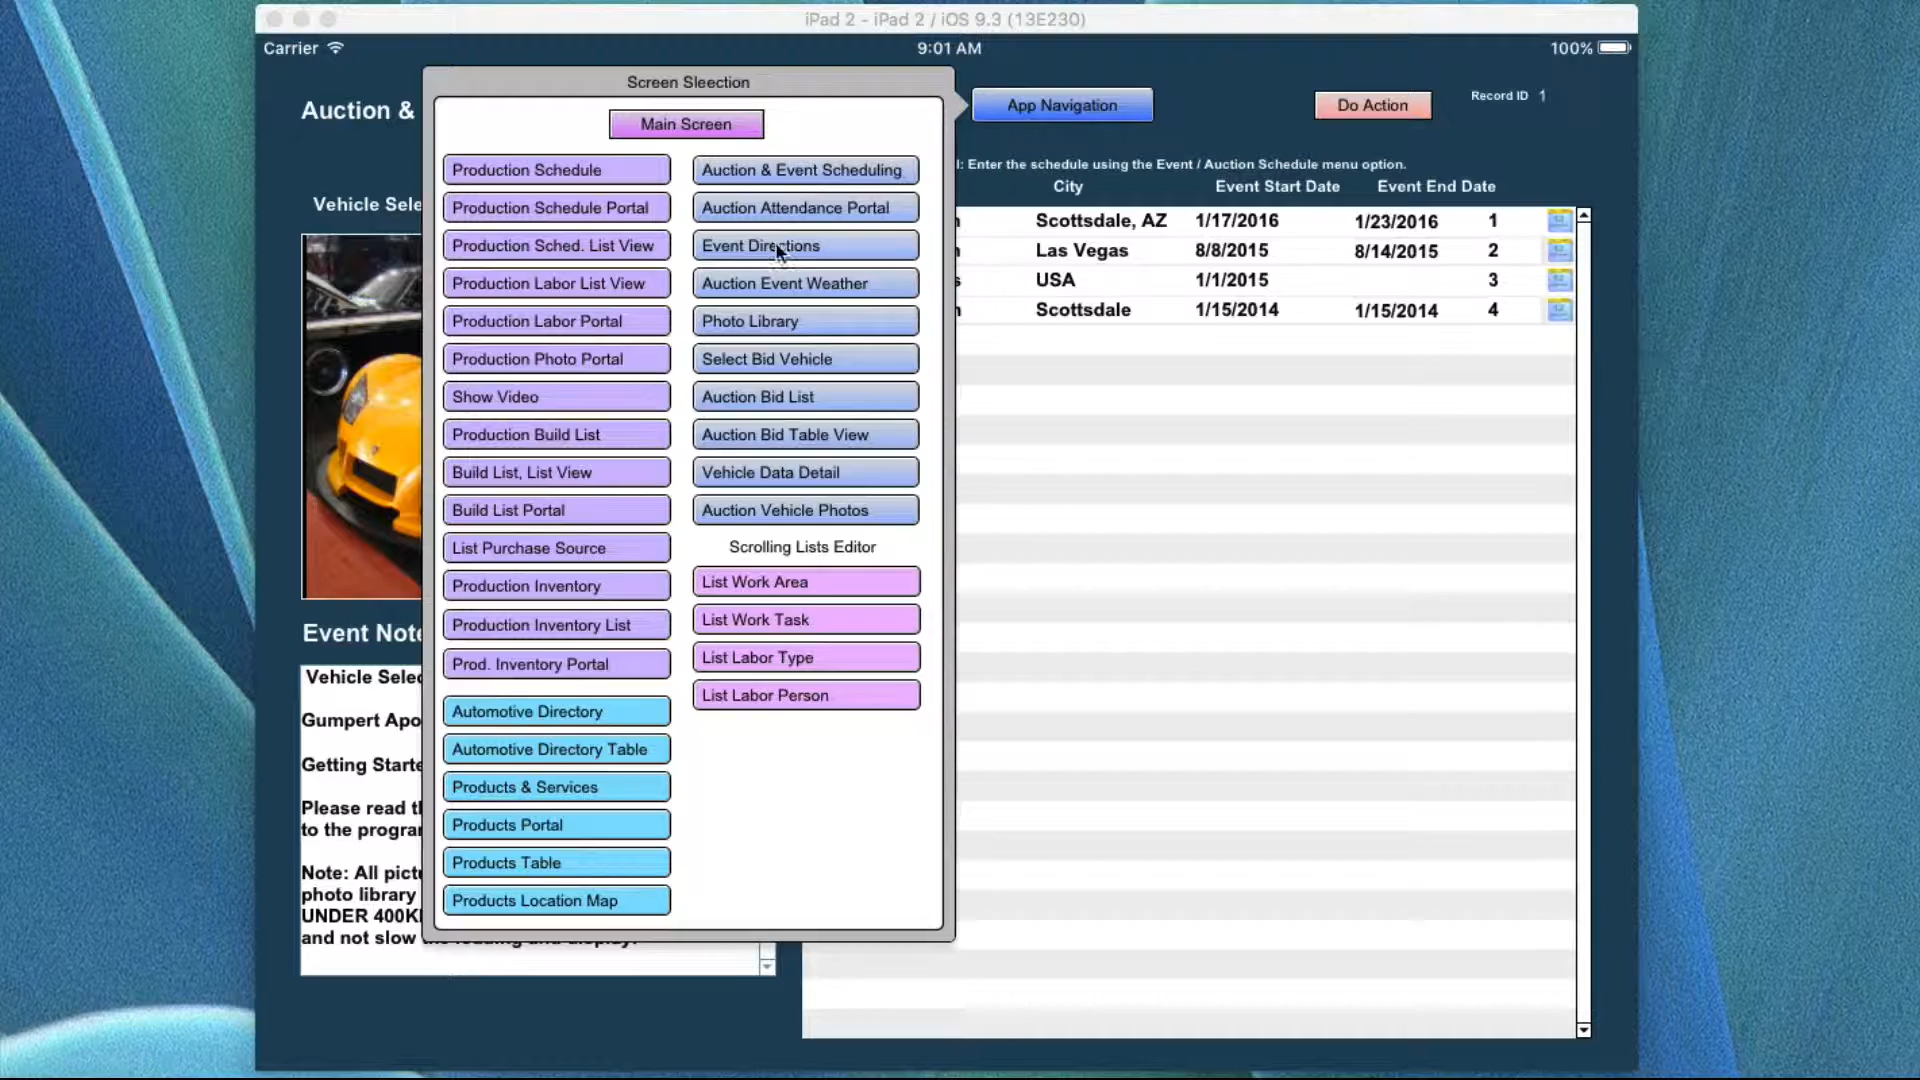 iPad 2 - iPad 2 / iOS 9.3 (13E230)
Carrier
9:01 AM
100%
Auction &
Screen Sleection
Main Screen
App Navigation
Do Action
Record ID 1
Production Schedule
Production Schedule Portal
Production Sched. List View
Production Labor List View
Production Labor Portal
Production Photo Portal
Show Video
Production Build List
Build List, List View
Build List Portal
List Purchase Source
Production Inventory
Production Inventory List
Prod. Inventory Portal
Automotive Directory
Automotive Directory Table
Products & Services
Products Portal
Products Table
Products Location Map
Auction & Event Scheduling
Auction Attendance Portal
Event Directions
Auction Event Weather
Photo Library
Select Bid Vehicle
Auction Bid List
Auction Bid Table View
Vehicle Data Detail
Auction Vehicle Photos
Scrolling Lists Editor
List Work Area
List Work Task
List Labor Type
List Labor Person
: Enter the schedule using the Event / Auction Schedule menu option.
City Event Start Date Event End Date
Scottsdale, AZ 1/17/2016 1/23/2016 1
Las Vegas 8/8/2015 8/14/2015 2
USA 1/1/2015 3
Scottsdale 1/15/2014 1/15/2014 4
Vehicle Sele
Event Note
Vehicle Selec
Gumpert Apo
Getting Starte
Please read t
to the progra
Note: All pict
photo library
UNDER 400K
and not slow